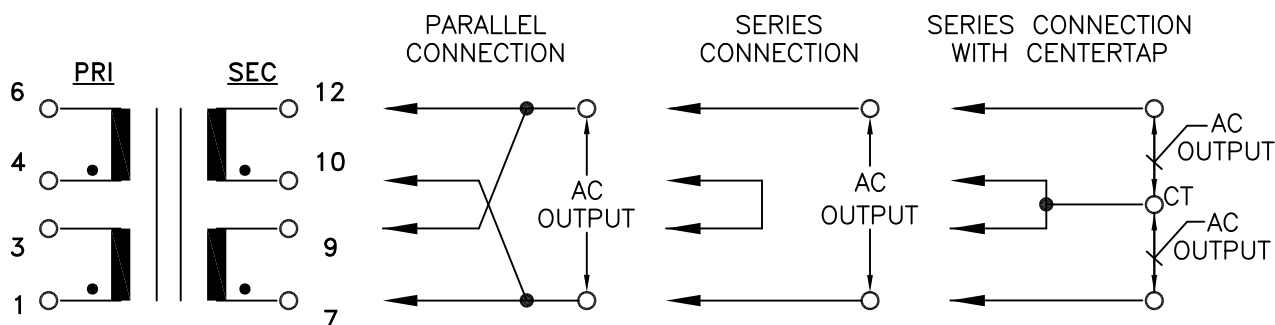 PARALLEL
CONNECTION
SERIES
CONNECTION
SERIES CONNECTION
WITH CENTERTAP
PRI
SEC
6
4
3
1
12
10
9
7
AC
OUTPUT
AC
OUTPUT
AC
OUTPUT
CT
AC
OUTPUT